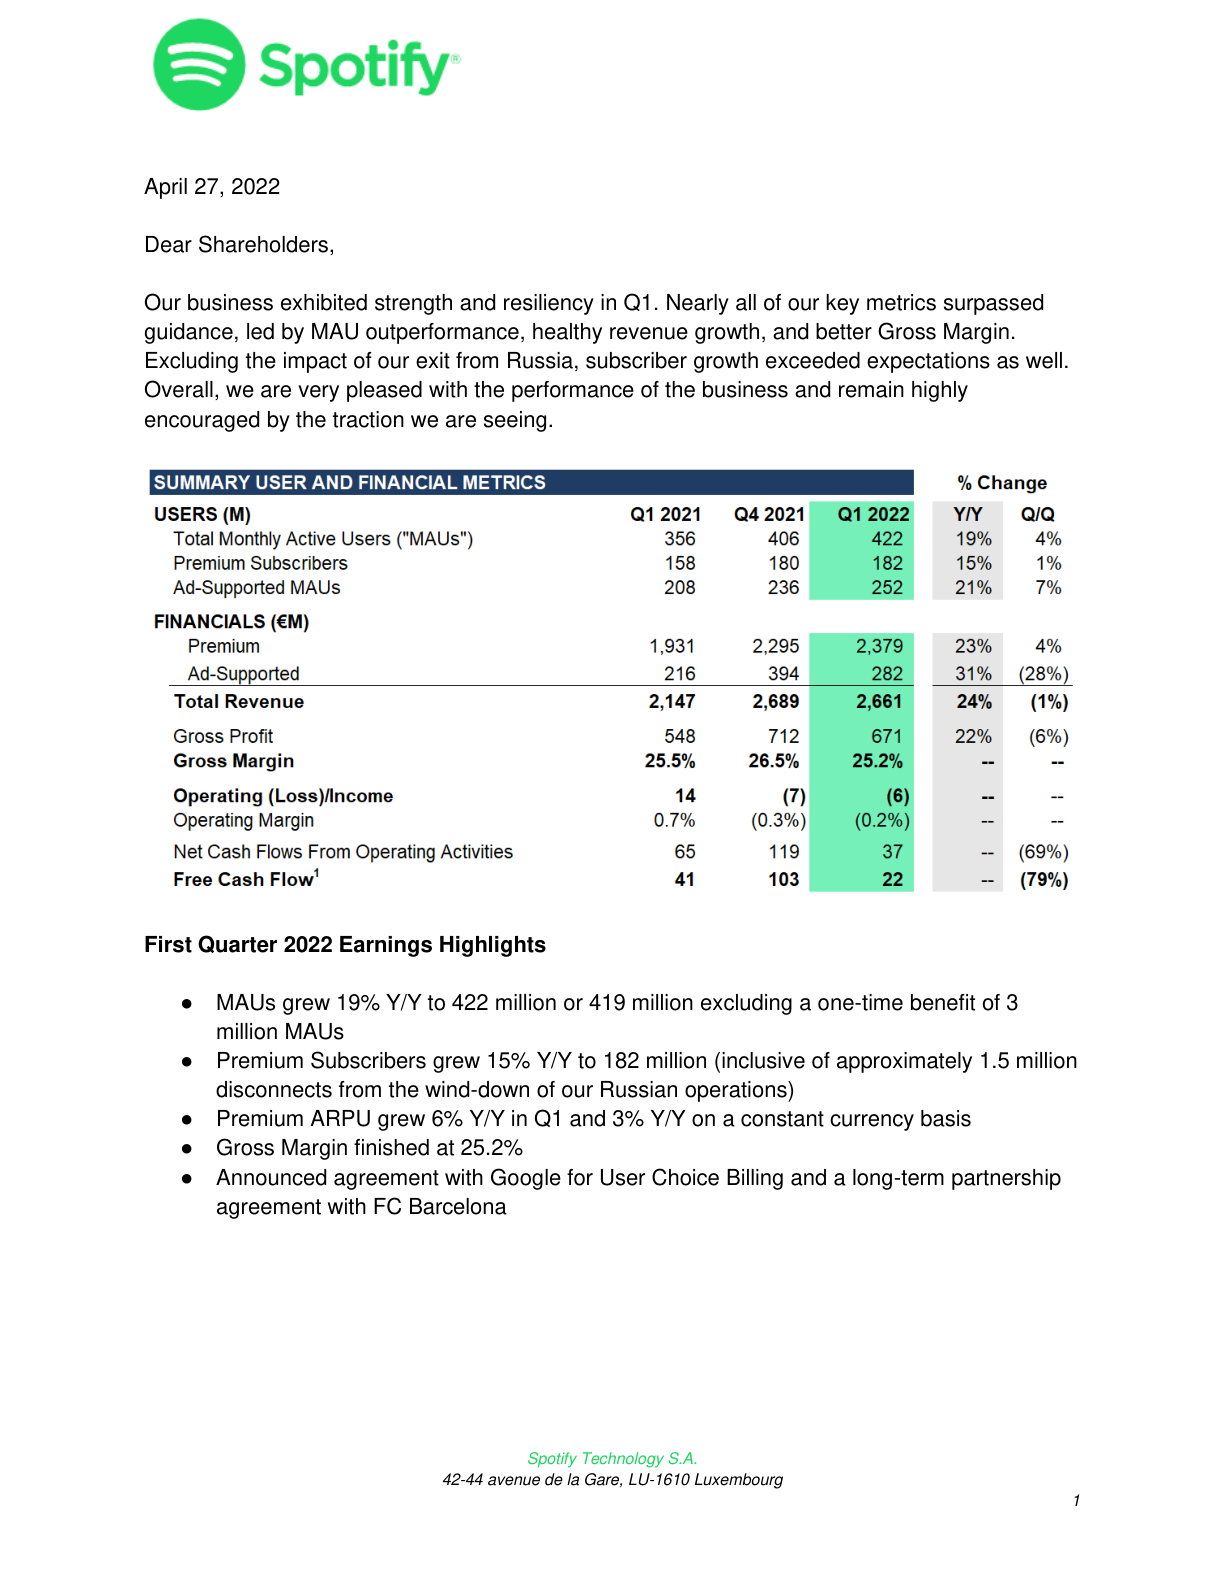 Spotify®
April 27, 2022
Dear Shareholders,
Our business exhibited strength and resiliency in Q1. Nearly all of our key metrics surpassed
guidance, led by MAU outperformance, healthy revenue growth, and better Gross Margin.
Excluding the impact of our exit from Russia, subscriber growth exceeded expectations as well.
Overall, we are very pleased with the performance of the business and remain highly
encouraged by the traction we are seeing.
SUMMARY USER AND FINANCIAL METRICS % Change
USERS (M) Q1 2021 Q4 2021 Q1 2022 Y/Y Q/Q
Total Monthly Active Users ("MAUs") 356 406 422 19% 4%
Premium Subscribers 158 180 182 15% 1%
Ad-Supported MAUs 208 236 252 21% 7%
FINANCIALS (€M)
Premium 1,931 2,295 2,379 23% 4%
Ad-Supported 216 394 282 31% (28%)
Total Revenue 2,147 2,689 2,661 24% (1%)
Gross Profit 548 712 671 22% (6%)
Gross Margin 25.5% 26.5% 25.2% -- --
Operating (Loss)/Income 14 (7) (6) -- --
Operating Margin 0.7% (0.3%) (0.2%) -- --
Net Cash Flows From Operating Activities 65 119 37 -- (69%)
Free Cash Flow¹ 41 103 22 -- (79%)
First Quarter 2022 Earnings Highlights
● MAUs grew 19% Y/Y to 422 million or 419 million excluding a one-time benefit of 3
million MAUs
● Premium Subscribers grew 15% Y/Y to 182 million (inclusive of approximately 1.5 million
disconnects from the wind-down of our Russian operations)
● Premium ARPU grew 6% Y/Y in Q1 and 3% Y/Y on a constant currency basis
● Gross Margin finished at 25.2%
● Announced agreement with Google for User Choice Billing and a long-term partnership
agreement with FC Barcelona
Spotify Technology S.A.
42-44 avenue de la Gare, LU-1610 Luxembourg
1